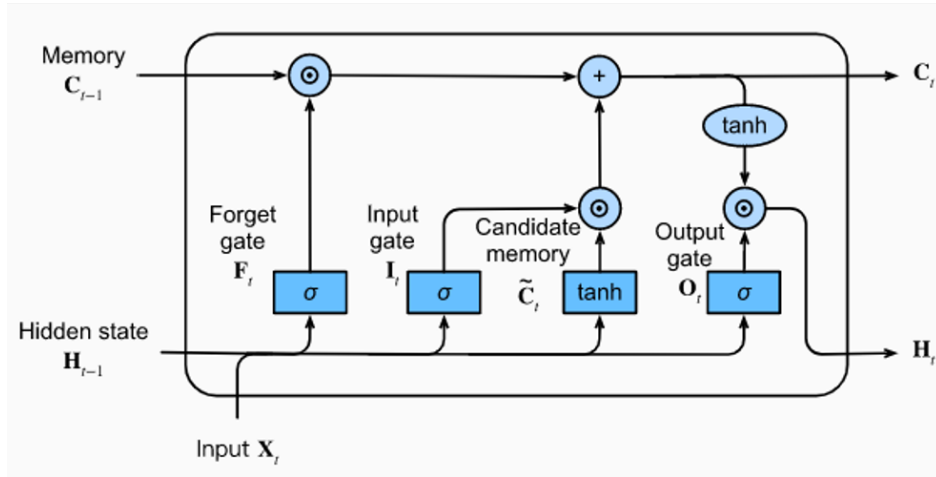 Memory
C_{t−1}
C_t
+
tanh
Forget
gate
F_t
Input
gate
I_t
Candidate
memory
C̃_t
Output
gate
O_t
σ
σ
tanh
σ
Hidden state
H_{t−1}
H_t
Input X_t